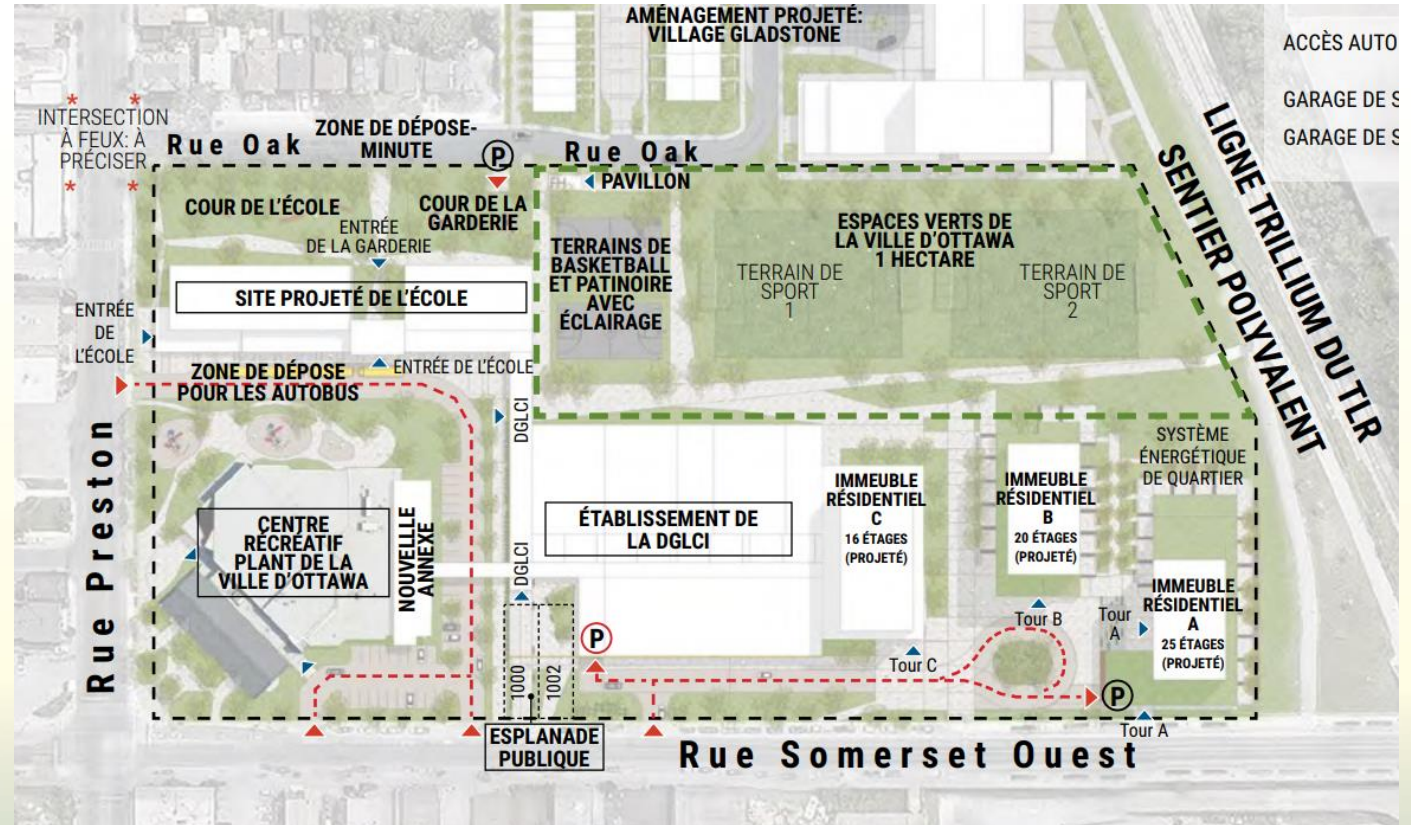 AMÉNAGEMENT PROJETÉ:
VILLAGE GLADSTONE
ACCÈS AUTO
GARAGE DE S
GARAGE DE S
INTERSECTION
À FEUX: À
PRÉCISER
Rue Oak
ZONE DE DÉPOSE-
MINUTE
P
Rue Oak
PAVILLON
LIGNE TRILLIUM DU TLR
SENTIER POLYVALENT
COUR DE L'ÉCOLE
ENTRÉE
DE LA GARDERIE
COUR DE LA
GARDERIE
TERRAINS DE
BASKETBALL
ET PATINOIRE
AVEC
ÉCLAIRAGE
ESPACES VERTS DE
LA VILLE D'OTTAWA
1 HECTARE
TERRAIN DE
SPORT
1
TERRAIN DE
SPORT
2
SITE PROJETÉ DE L'ÉCOLE
ENTRÉE
DE
L'ÉCOLE
ENTRÉE DE L'ÉCOLE
ZONE DE DÉPOSE
POUR LES AUTOBUS
DGLCI
Rue Preston
CENTRE
RÉCRÉATIF
PLANT DE LA
VILLE D'OTTAWA
NOUVELLE
ANNEXE
DGLCI
ÉTABLISSEMENT DE
LA DGLCI
IMMEUBLE
RÉSIDENTIEL
C
16 ÉTAGES
(PROJETÉ)
IMMEUBLE
RÉSIDENTIEL
B
20 ÉTAGES
(PROJETÉ)
SYSTÈME
ÉNERGÉTIQUE
DE QUARTIER
IMMEUBLE
RÉSIDENTIEL
A
25 ÉTAGES
(PROJETÉ)
Tour B
Tour
A
Tour C
P
P
1000
1002
Tour A
ESPLANADE
PUBLIQUE
Rue Somerset Ouest